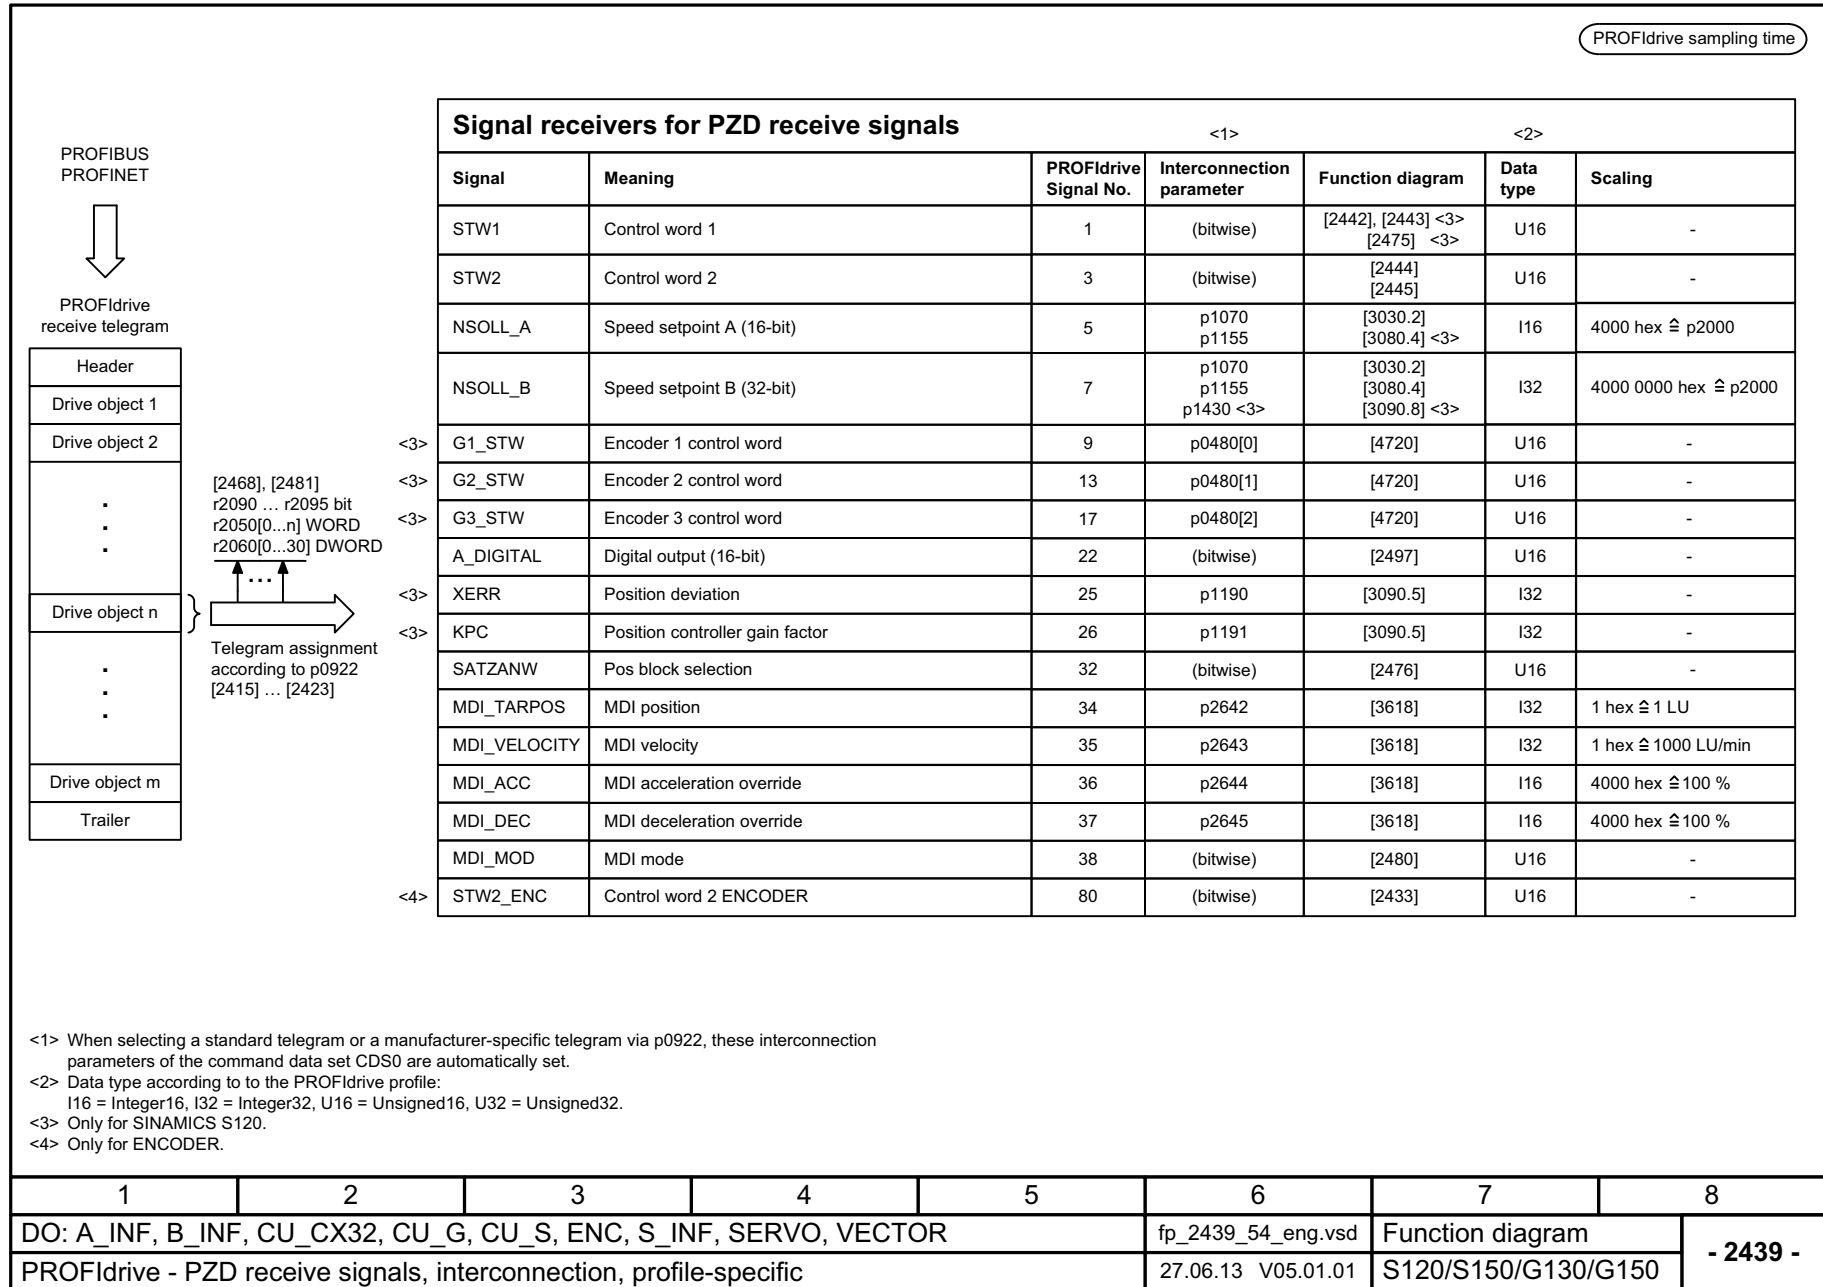 PROFIdrive sampling time
PROFIBUS
PROFINET
PROFIdrive
receive telegram
Header
Drive object 1
Drive object 2
.
.
.
Drive object n
.
.
.
Drive object m
Trailer
[2468], [2481]
r2090 … r2095 bit
r2050[0...n] WORD
r2060[0...30] DWORD
...
Telegram assignment
according to p0922
[2415] … [2423]
Signal receivers for PZD receive signals <1> <2>
Signal Meaning PROFIdrive Signal No. Interconnection parameter Function diagram Data type Scaling
STW1 Control word 1 1 (bitwise) [2442], [2443] <3> [2475] <3> U16 -
STW2 Control word 2 3 (bitwise) [2444] [2445] U16 -
NSOLL_A Speed setpoint A (16-bit) 5 p1070 p1155 [3030.2] [3080.4] <3> I16 4000 hex ≙ p2000
NSOLL_B Speed setpoint B (32-bit) 7 p1070 p1155 p1430 <3> [3030.2] [3080.4] [3090.8] <3> I32 4000 0000 hex ≙ p2000
<3> G1_STW Encoder 1 control word 9 p0480[0] [4720] U16 -
<3> G2_STW Encoder 2 control word 13 p0480[1] [4720] U16 -
<3> G3_STW Encoder 3 control word 17 p0480[2] [4720] U16 -
A_DIGITAL Digital output (16-bit) 22 (bitwise) [2497] U16 -
<3> XERR Position deviation 25 p1190 [3090.5] I32 -
<3> KPC Position controller gain factor 26 p1191 [3090.5] I32 -
SATZANW Pos block selection 32 (bitwise) [2476] U16 -
MDI_TARPOS MDI position 34 p2642 [3618] I32 1 hex ≙ 1 LU
MDI_VELOCITY MDI velocity 35 p2643 [3618] I32 1 hex ≙ 1000 LU/min
MDI_ACC MDI acceleration override 36 p2644 [3618] I16 4000 hex ≙ 100 %
MDI_DEC MDI deceleration override 37 p2645 [3618] I16 4000 hex ≙ 100 %
MDI_MOD MDI mode 38 (bitwise) [2480] U16 -
<4> STW2_ENC Control word 2 ENCODER 80 (bitwise) [2433] U16 -
<1> When selecting a standard telegram or a manufacturer-specific telegram via p0922, these interconnection
parameters of the command data set CDS0 are automatically set.
<2> Data type according to to the PROFIdrive profile:
I16 = Integer16, I32 = Integer32, U16 = Unsigned16, U32 = Unsigned32.
<3> Only for SINAMICS S120.
<4> Only for ENCODER.
1 2 3 4 5 6 7 8
DO: A_INF, B_INF, CU_CX32, CU_G, CU_S, ENC, S_INF, SERVO, VECTOR fp_2439_54_eng.vsd Function diagram - 2439 -
PROFIdrive - PZD receive signals, interconnection, profile-specific 27.06.13 V05.01.01 S120/S150/G130/G150